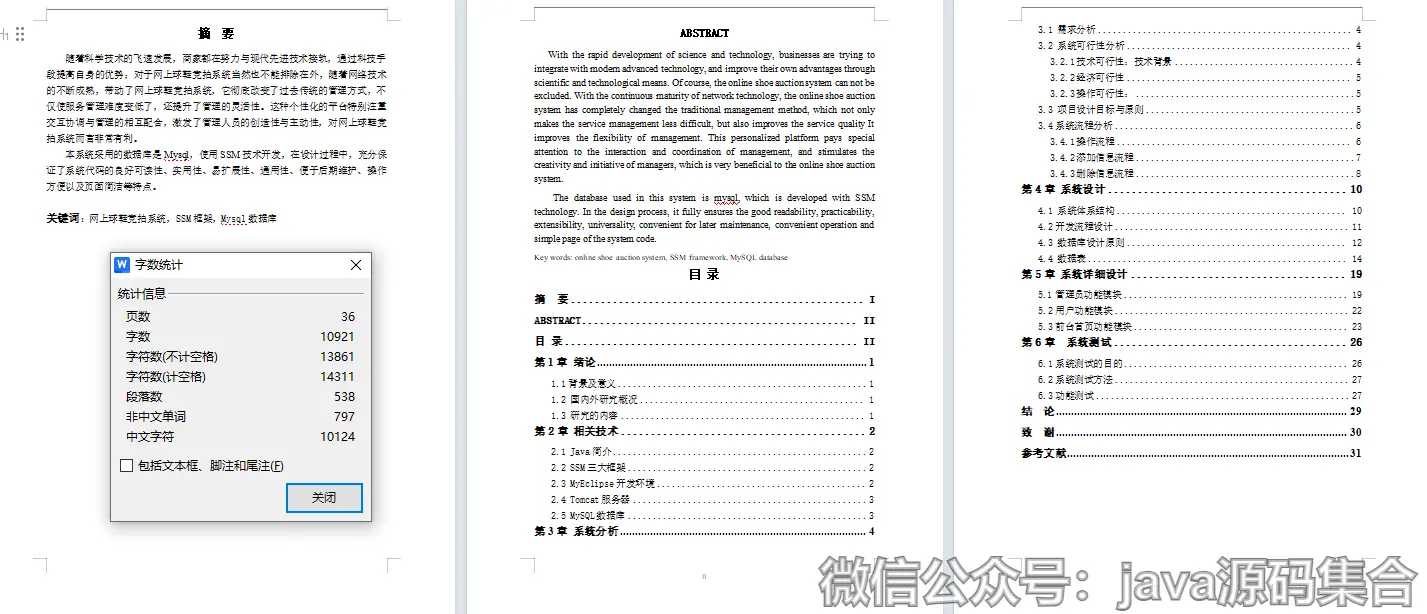 摘 要
随着科学技术的飞速发展，商家都在努力与现代先进技术接轨，通过科技手
段提高自身的优势；对于网上球鞋竞拍系统当然也不能排除在外，随着网络技术
的不断成熟，带动了网上球鞋竞拍系统，它彻底改变了过去传统的管理方式，不
仅使服务管理难度变低了，还提升了管理的灵活性。这种个性化的平台特别注重
交互协调与管理的相互配合，激发了管理人员的创造性与主动性，对网上球鞋竞
拍系统而言非常有利。
本系统采用的数据库是Mysql，使用SSM技术开发，在设计过程中，充分保
证了系统代码的良好可读性、实用性、易扩展性、通用性、便于后期维护、操作
方便以及页面简洁等特点。
关键词：网上球鞋竞拍系统，SSM框架，Mysql数据库
字数统计
统计信息
页数 36
字数 10921
字符数(不计空格) 13861
字符数(计空格) 14311
段落数 538
非中文单词 797
中文字符 10124
包括文本框、脚注和尾注(F)
关闭
ABSTRACT
With the rapid development of science and technology, businesses are trying to
integrate with modern advanced technology, and improve their own advantages through
scientific and technological means. Of course, the online shoe auction system can not be
excluded. With the continuous maturity of network technology, the online shoe auction
system has completely changed the traditional management method, which not only
makes the service management less difficult, but also improves the service quality It
improves the flexibility of management. This personalized platform pays special
attention to the interaction and coordination of management, and stimulates the
creativity and initiative of managers, which is very beneficial to the online shoe auction
system.
The database used in this system is mysql, which is developed with SSM
technology. In the design process, it fully ensures the good readability, practicability,
extensibility, universality, convenient for later maintenance, convenient operation and
simple page of the system code.
Key words: online shoe auction system, SSM framework, MySQL database
目 录
摘 要 I
ABSTRACT II
目 录 II
第1章 绪论 1
1.1背景及意义 1
1.2 国内外研究概况 1
1.3 研究的内容 1
第2章 相关技术 2
2.1 Java简介 2
2.2 SSM三大框架 2
2.3 MyEclipse开发环境 2
2.4 Tomcat服务器 3
2.5 MySQL数据库 3
第3章 系统分析 4
II
3.1 需求分析 4
3.2 系统可行性分析 4
3.2.1技术可行性：技术背景 4
3.2.2经济可行性 5
3.2.3操作可行性： 5
3.3 项目设计目标与原则 5
3.4系统流程分析 6
3.4.1操作流程 6
3.4.2添加信息流程 7
3.4.3删除信息流程 8
第4章 系统设计 10
4.1 系统体系结构 10
4.2开发流程设计 11
4.3 数据库设计原则 12
4.4 数据表 14
第5章 系统详细设计 19
5.1管理员功能模块 19
5.2用户功能模块 22
5.3前台首页功能模块 23
第6章 系统测试 26
6.1系统测试的目的 26
6.2系统测试方法 27
6.3功能测试 27
结 论 29
致 谢 30
参考文献 31
微信公众号：java源码集合